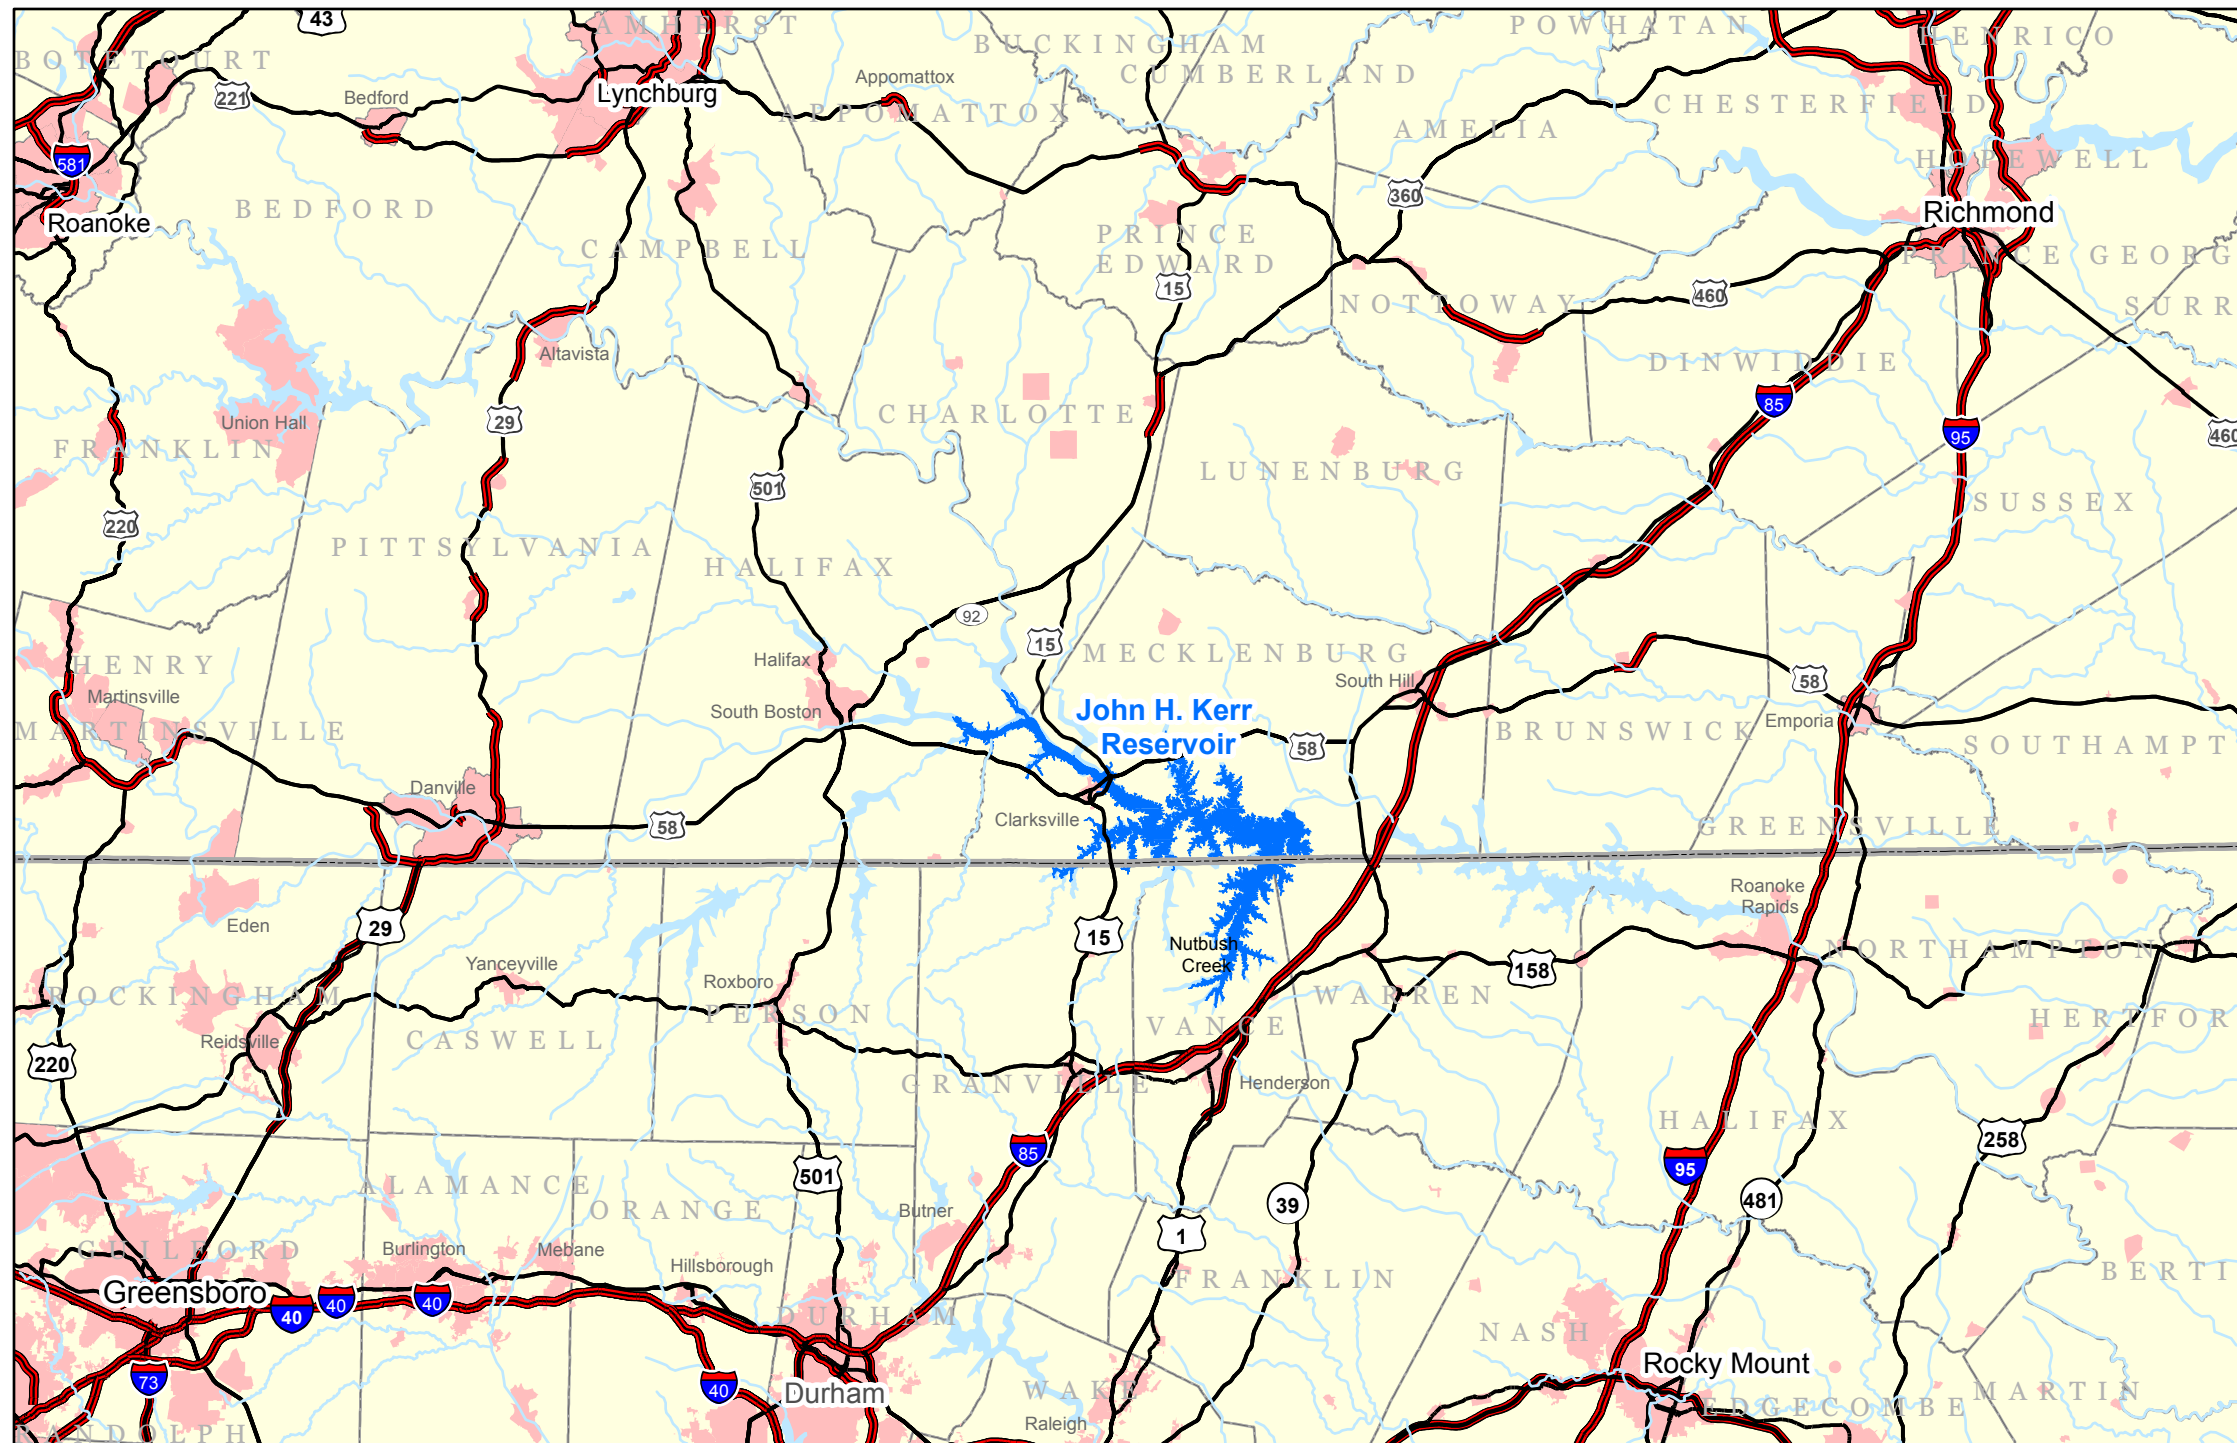 43
AMHERST
BUCKINGHAM
POWHATAN
HENRICO
BOTETOURT
Appomattox
CUMBERLAND
221
Bedford
Lynchburg
APPOMATTOX
CHESTERFIELD
AMELIA
581
HOPEWELL
360
Roanoke
BEDFORD
Richmond
CAMPBELL
PRINCE
EDWARD
PRINCE GEORG
15
460
NOTTOWAY
SURR
Altavista
DINWIDDIE
85
Union Hall
29
CHARLOTTE
95
460
FRANKLIN
LUNENBURG
501
220
SUSSEX
PITTSYLVANIA
HALIFAX
92
15
HENRY
Halifax
MECKLENBURG
South Hill
58
Martinsville
South Boston
John H. Kerr
Reservoir
Emporia
MARTINSVILLE
58
BRUNSWICK
SOUTHAMPT
Danville
58
Clarksville
GREENSVILLE
Roanoke
Rapids
Eden
29
15
Nutbush
Creek
NORTHAMPTON
Yanceyville
158
Roxboro
ROCKINGHAM
WARREN
PERSON
VANCE
HERTFOR
Reidsville
CASWELL
220
GRANVILLE
Henderson
HALIFAX
85
258
95
501
ALAMANCE
39
481
ORANGE
Butner
1
GUILFORD
Burlington
Mebane
Hillsborough
FRANKLIN
BERTI
Greensboro
40
40
40
DURHAM
NASH
Rocky Mount
73
40
Durham
WAKE
EDGECOMBE
MARTIN
Raleigh
RANDOLPH